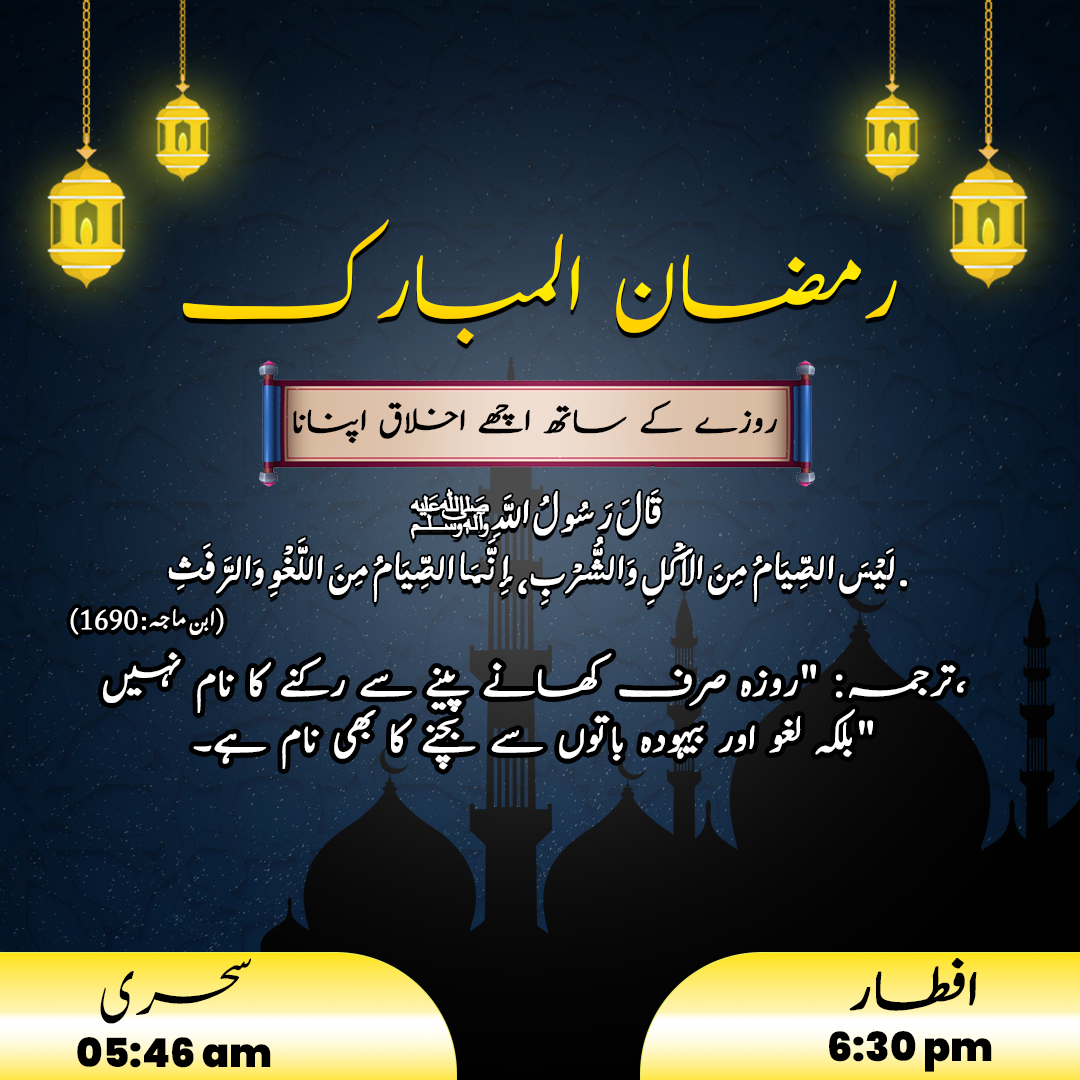 رمضان المبارک
روزے کے ساتھ اچھے اخلاق اپنانا
قَالَ رَسُولُ اللَّهِ ﷺ
لَيْسَ الصِّيَامُ مِنَ الْأَكْلِ وَالشُّرْبِ، إِنَّمَا الصِّيَامُ مِنَ اللَّغْوِ وَالرَّفَثِ.
(ابن ماجہ: 1690)
ترجمہ: "روزہ صرف کھانے پینے سے رکنے کا نام نہیں،
بلکہ لغو اور بیہودہ باتوں سے بچنے کا بھی نام ہے۔"
سحری
05:46 am
افطار
6:30 pm